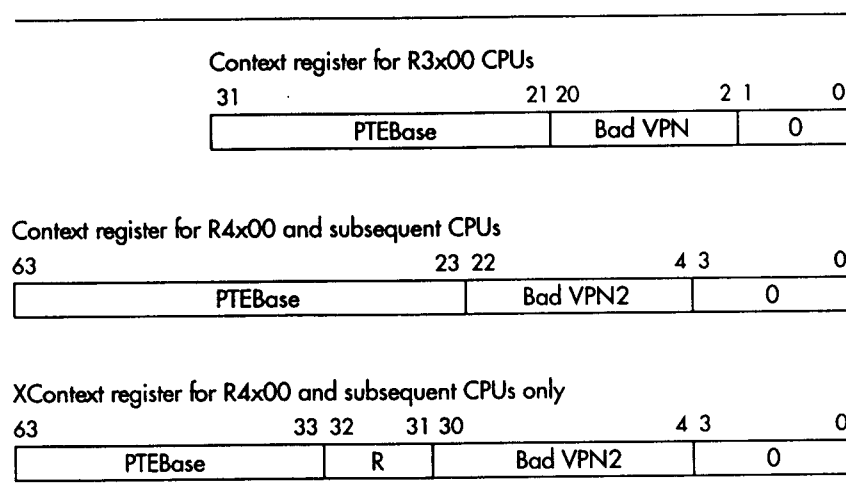 Context register for R3x00 CPUs
31 21 20 2 1 0
PTEBase Bad VPN 0
Context register for R4x00 and subsequent CPUs
63 23 22 4 3 0
PTEBase Bad VPN2 0
XContext register for R4x00 and subsequent CPUs only
63 33 32 31 30 4 3 0
PTEBase R Bad VPN2 0